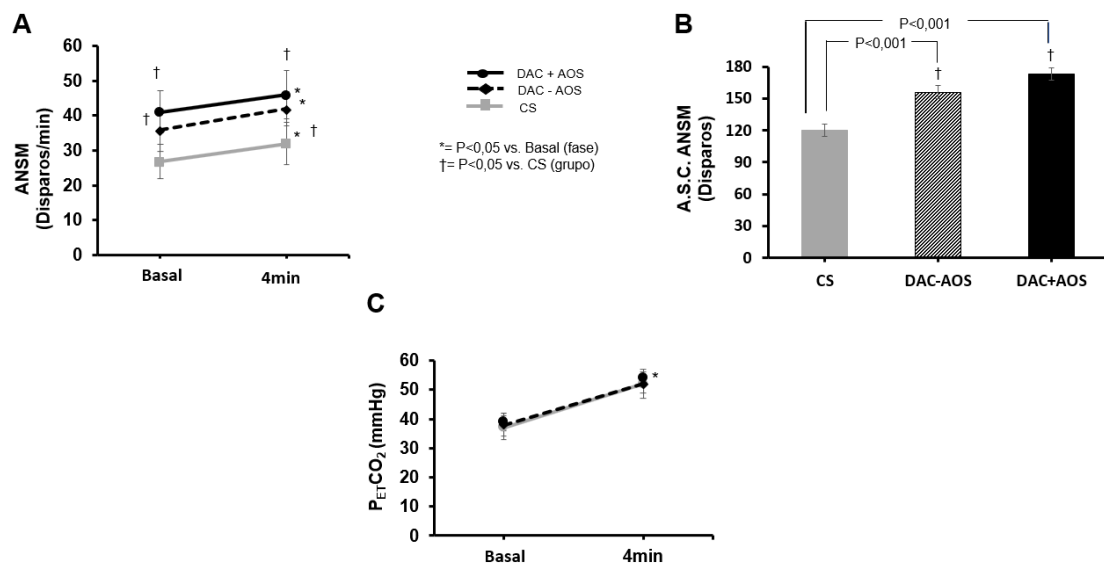 A
60
50
40
30
20
10
0
ANSM
(Disparos/min)
†
†
†
*
*
*
†
Basal
4min
DAC + AOS
DAC - AOS
CS
*= P<0,05 vs. Basal (fase)
†= P<0,05 vs. CS (grupo)
B
P<0,001
P<0,001
180
150
120
90
60
30
0
A.S.C. ANSM
(Disparos)
†
†
CS
DAC-AOS
DAC+AOS
C
60
50
40
30
20
10
0
PETCO2 (mmHg)
*
Basal
4min